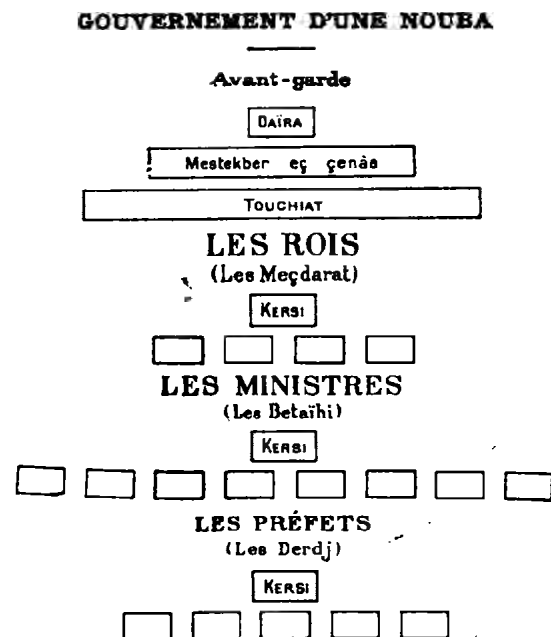 GOUVERNEMENT D'UNE NOUBA
Avant-garde
DAÏRA
Mestekber eç çenâa
TOUCHIAT
LES ROIS
(Les Meçdarat)
KERSI
LES MINISTRES
(Les Betaïhi)
KERSI
LES PRÉFETS
(Les Derdj)
KERSI